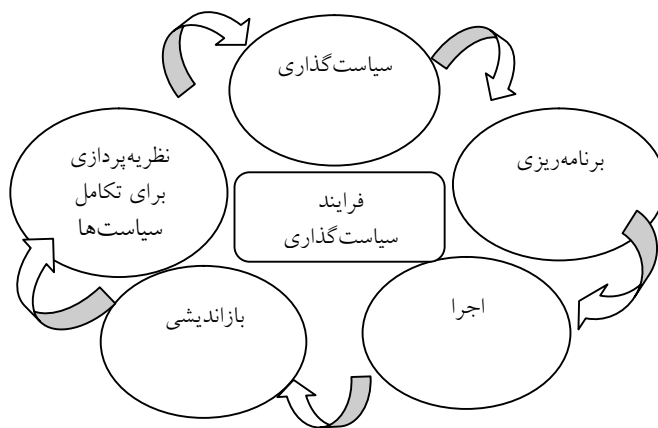 سیاست‌گذاری
برنامه‌ریزی
اجرا
بازاندیشی
نظریه‌پردازی
برای تکامل
سیاست‌ها
فرایند
سیاست‌گذاری